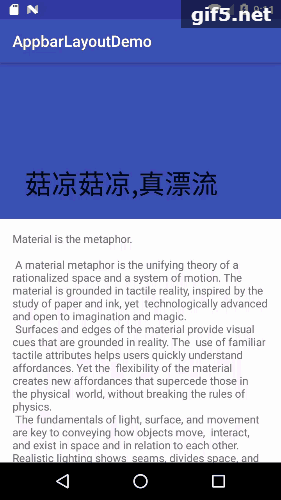 gif5.net
AppbarLayoutDemo
菇凉菇凉,真漂流
Material is the metaphor.
A material metaphor is the unifying theory of a
rationalized space and a system of motion. The
material is grounded in tactile reality, inspired by the
study of paper and ink, yet  technologically advanced
and open to imagination and magic.
Surfaces and edges of the material provide visual
cues that are grounded in reality. The  use of familiar
tactile attributes helps users quickly understand
affordances. Yet the  flexibility of the material
creates new affordances that supercede those in
the physical  world, without breaking the rules of
physics.
The fundamentals of light, surface, and movement
are key to conveying how objects move,  interact,
and exist in space and in relation to each other.
Realistic lighting shows  seams, divides space, and